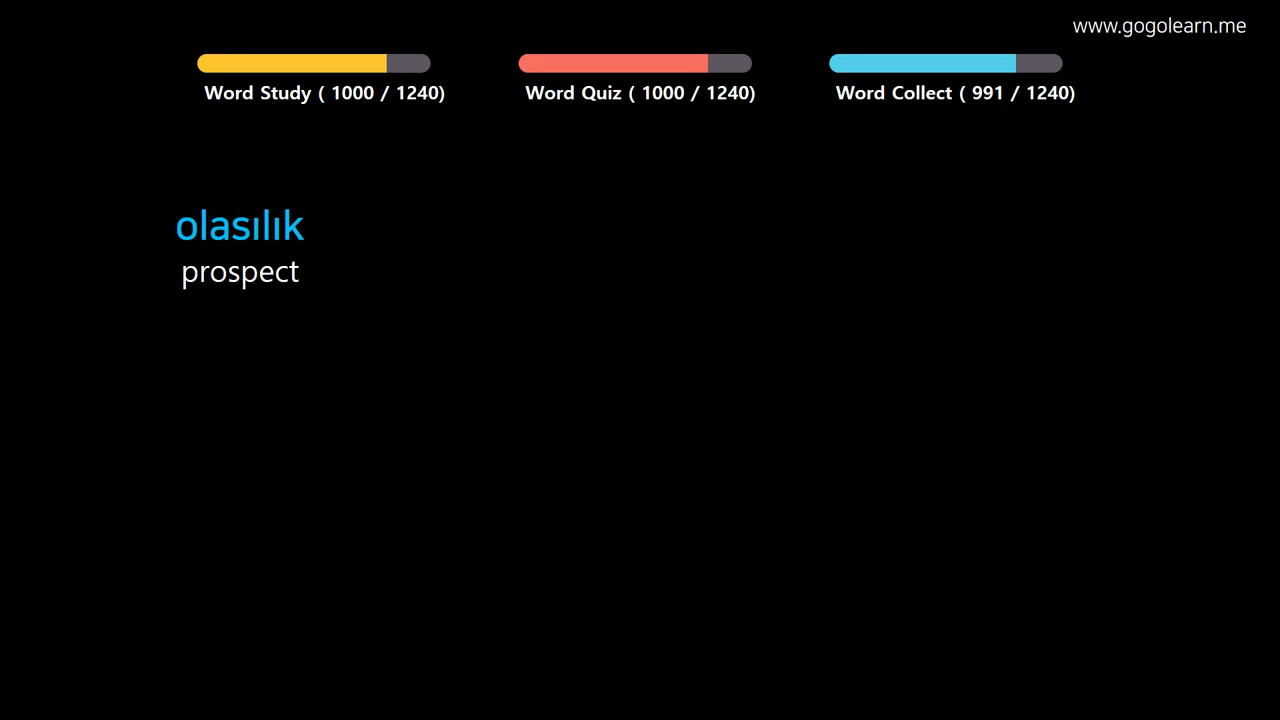 www.gogolearn.me
Word Study ( 1000 / 1240)
Word Quiz ( 1000 / 1240)
Word Collect ( 991 / 1240)
olasılık
prospect